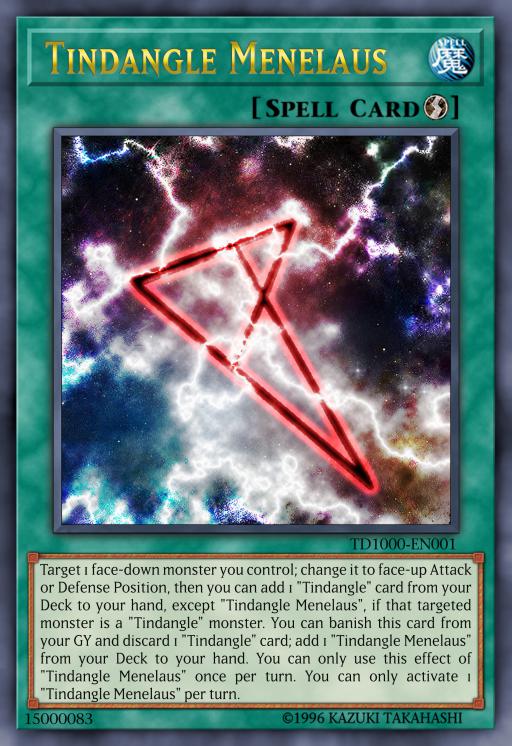 TINDANGLE MENELAUS
SPELL
魔
[SPELL CARD]
TD1000-EN001
Target 1 face-down monster you control; change it to face-up Attack
or Defense Position, then you can add 1 "Tindangle" card from your
Deck to your hand, except "Tindangle Menelaus", if that targeted
monster is a "Tindangle" monster. You can banish this card from
your GY and discard 1 "Tindangle" card; add 1 "Tindangle Menelaus"
from your Deck to your hand. You can only use this effect of
"Tindangle Menelaus" once per turn. You can only activate 1
"Tindangle Menelaus" per turn.
15000083
©1996 KAZUKI TAKAHASHI